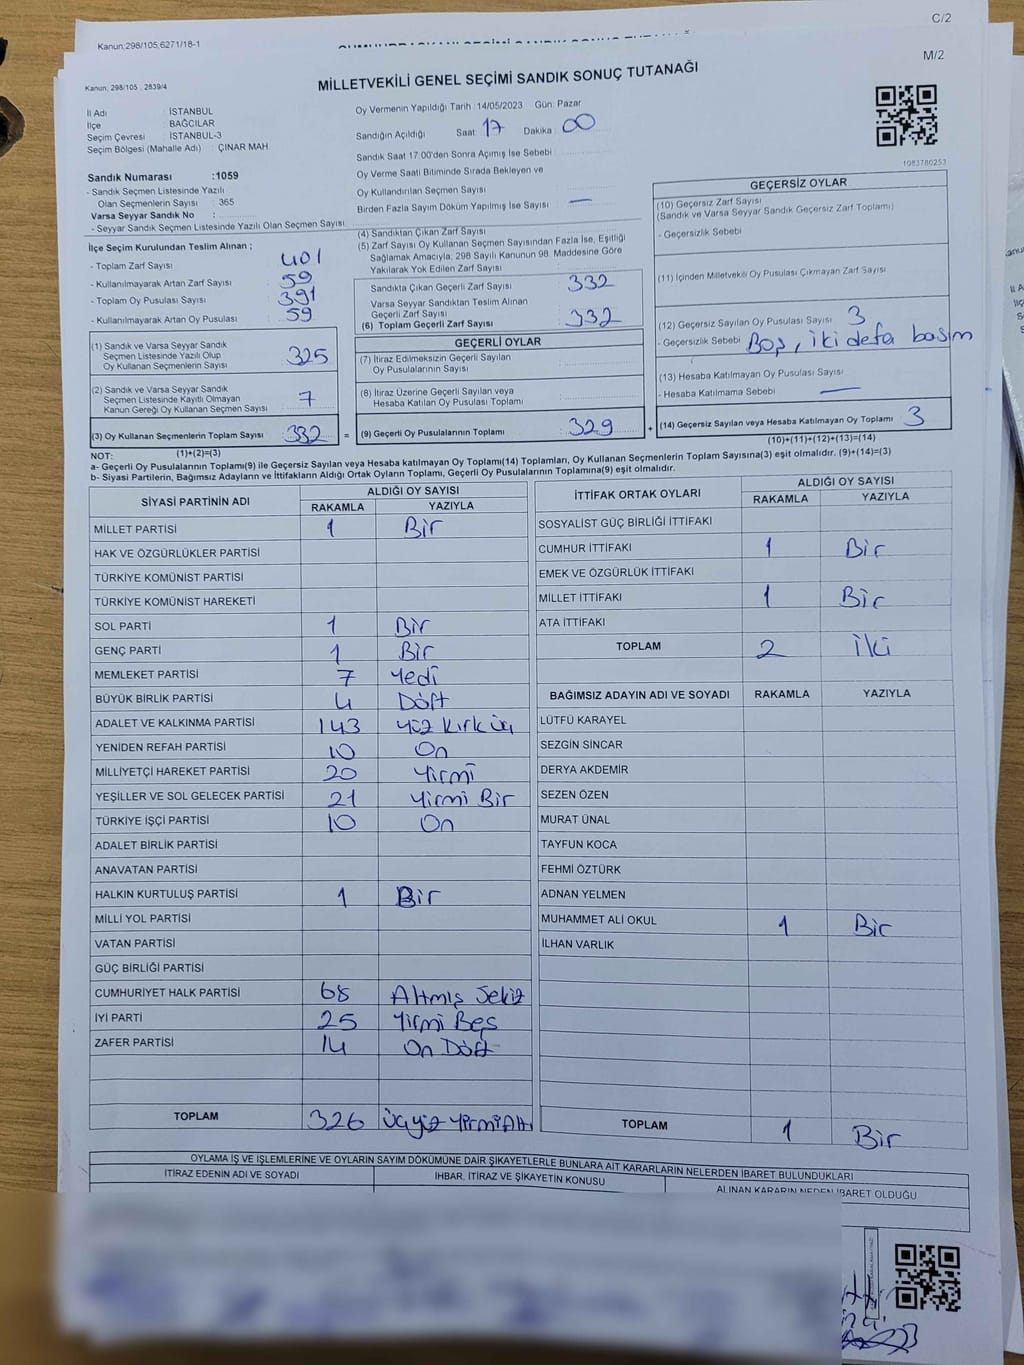 C/2
Kanun;298/105;6271/18-1
M/2
Kanun; 298/105 , 2839/4
MİLLETVEKİLİ GENEL SEÇİMİ SANDIK SONUÇ TUTANAĞI
İl Adı : İSTANBUL
İlçe : BAĞCILAR
Seçim Çevresi : İSTANBUL-3
Seçim Bölgesi (Mahalle Adı) : ÇINAR MAH.
Sandık Numarası :1059
- Sandık Seçmen Listesinde Yazılı
Olan Seçmenlerin Sayısı : 365
Varsa Seyyar Sandık No :
- Seyyar Sandık Seçmen Listesinde Yazılı Olan Seçmen Sayısı
İlçe Seçim Kurulundan Teslim Alınan ;
- Toplam Zarf Sayısı : 401
- Kullanılmayarak Artan Zarf Sayısı : 59
- Toplam Oy Pusulası Sayısı : 391
- Kullanılmayarak Artan Oy Pusulası : 59
(1) Sandık ve Varsa Seyyar Sandık
Seçmen Listesinde Yazılı Olup
Oy Kullanan Seçmenlerin Sayısı : 325
(2) Sandık ve Varsa Seyyar Sandık
Seçmen Listesinde Kayıtlı Olmayan
Kanun Gereği Oy Kullanan Seçmen Sayısı : 7
(3) Oy Kullanan Seçmenlerin Toplam Sayısı : 332 =
(1)+(2)=(3)
Oy Vermenin Yapıldığı Tarih : 14/05/2023 Gün: Pazar
Sandığın Açıldığı Saat: 17 Dakika : 00
Sandık Saat 17:00'den Sonra Açımış İse Sebebi :
Oy Verme Saati Bitiminde Sırada Bekleyen ve
Oy Kullandırılan Seçmen Sayısı :
Birden Fazla Sayım Döküm Yapılmış İse Sayısı : —
(4) Sandıktan Çıkan Zarf Sayısı :
(5) Zarf Sayısı Oy Kullanan Seçmen Sayısından Fazla İse, Eşitliği
Sağlamak Amacıyla, 298 Sayılı Kanunun 98. Maddesine Göre
Yakılarak Yok Edilen Zarf Sayısı :
Sandıkta Çıkan Geçerli Zarf Sayısı : 332
Varsa Seyyar Sandıktan Teslim Alınan
Geçerli Zarf Sayısı :
(6) Toplam Geçerli Zarf Sayısı : 332
GEÇERLİ OYLAR
(7) İtiraz Edilmeksizin Geçerli Sayılan
Oy Pusulalarının Sayısı :
(8) İtiraz Üzerine Geçerli Sayılan veya
Hesaba Katılan Oy Pusulası Toplamı :
(9) Geçerli Oy Pusulalarının Toplamı : 329 +
1083780253
GEÇERSİZ OYLAR
(10) Geçersiz Zarf Sayısı
(Sandık ve Varsa Seyyar Sandık Geçersiz Zarf Toplamı) :
- Geçersizlik Sebebi :
(11) İçinden Milletvekili Oy Pusulası Çıkmayan Zarf Sayısı :
(12) Geçersiz Sayılan Oy Pusulası Sayısı : 3
- Geçersizlik Sebebi : Boş, iki defa basım
(13) Hesaba Katılmayan Oy Pusulası Sayısı :
- Hesaba Katılmama Sebebi : —
(14) Geçersiz Sayılan veya Hesaba Katılmayan Oy Toplamı : 3
(10)+(11)+(12)+(13)=(14)
NOT:
a- Geçerli Oy Pusulalarının Toplamı(9) ile Geçersiz Sayılan veya Hesaba katılmayan Oy Toplamı(14) Toplamları, Oy Kullanan Seçmenlerin Toplam Sayısına(3) eşit olmalıdır. (9)+(14)=(3)
b- Siyasi Partilerin, Bağımsız Adayların ve İttifakların Aldığı Ortak Oyların Toplamı, Geçerli Oy Pusulalarının Toplamına(9) eşit olmalıdır.
SİYASİ PARTİNİN ADI ALDIĞI OY SAYISI
RAKAMLA YAZIYLA
MİLLET PARTİSİ 1 Bir
HAK VE ÖZGÜRLÜKLER PARTİSİ
TÜRKİYE KOMÜNİST PARTİSİ
TÜRKİYE KOMÜNİST HAREKETİ
SOL PARTİ 1 Bir
GENÇ PARTİ 1 Bir
MEMLEKET PARTİSİ 7 Yedi
BÜYÜK BİRLİK PARTİSİ 4 Dört
ADALET VE KALKINMA PARTİSİ 143 Yüz Kırk Üç
YENİDEN REFAH PARTİSİ 10 On
MİLLİYETÇİ HAREKET PARTİSİ 20 Yirmi
YEŞİLLER VE SOL GELECEK PARTİSİ 21 Yirmi Bir
TÜRKİYE İŞÇİ PARTİSİ 10 On
ADALET BİRLİK PARTİSİ
ANAVATAN PARTİSİ
HALKIN KURTULUŞ PARTİSİ 1 Bir
MİLLİ YOL PARTİSİ
VATAN PARTİSİ
GÜÇ BİRLİĞİ PARTİSİ
CUMHURİYET HALK PARTİSİ 68 Altmış Sekiz
İYİ PARTİ 25 Yirmi Beş
ZAFER PARTİSİ 14 On Dört
TOPLAM 326 Üçyüz Yirmi Altı
İTTİFAK ORTAK OYLARI ALDIĞI OY SAYISI
RAKAMLA YAZIYLA
SOSYALİST GÜÇ BİRLİĞİ İTTİFAKI
CUMHUR İTTİFAKI 1 Bir
EMEK VE ÖZGÜRLÜK İTTİFAKI
MİLLET İTTİFAKI 1 Bir
ATA İTTİFAKI
TOPLAM 2 İki
BAĞIMSIZ ADAYIN ADI VE SOYADI RAKAMLA YAZIYLA
LÜTFÜ KARAYEL
SEZGİN SİNCAR
DERYA AKDEMİR
SEZEN ÖZEN
MURAT ÜNAL
TAYFUN KOCA
FEHMİ ÖZTÜRK
ADNAN YELMEN
MUHAMMET ALİ OKUL 1 Bir
İLHAN VARLIK
TOPLAM 1 Bir
OYLAMA İŞ VE İŞLEMLERİNE VE OYLARIN SAYIM DÖKÜMÜNE DAİR ŞİKAYETLERLE BUNLARA AİT KARARLARIN NELERDEN İBARET BULUNDUKLARI
İTİRAZ EDENİN ADI VE SOYADI İHBAR, İTİRAZ VE ŞİKAYETİN KONUSU ALINAN KARARIN NEDEN İBARET OLDUĞU